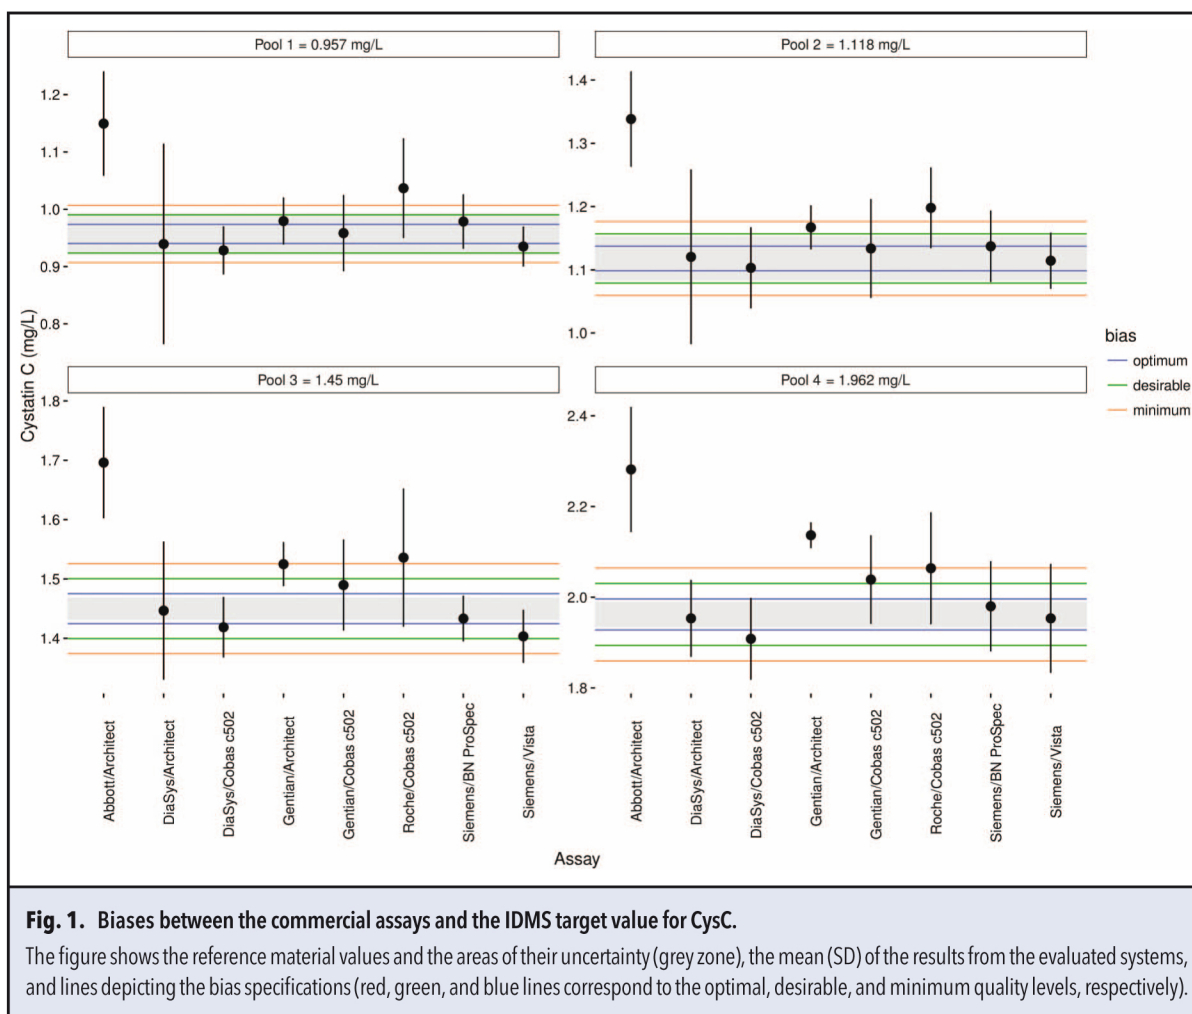 Pool 1 = 0.957 mg/L
Pool 2 = 1.118 mg/L
1.2
1.1
1.0
0.9
0.8
1.4
1.3
1.2
1.1
1.0
Cystatin C (mg/L)
bias
optimum
desirable
minimum
Pool 3 = 1.45 mg/L
Pool 4 = 1.962 mg/L
1.8
1.7
1.6
1.5
1.4
2.4
2.2
2.0
1.8
Abbott/Architect
DiaSys/Architect
DiaSys/Cobas c502
Gentian/Architect
Gentian/Cobas c502
Roche/Cobas c502
Siemens/BN ProSpec
Siemens/Vista
Abbott/Architect
DiaSys/Architect
DiaSys/Cobas c502
Gentian/Architect
Gentian/Cobas c502
Roche/Cobas c502
Siemens/BN ProSpec
Siemens/Vista
Assay
Fig. 1. Biases between the commercial assays and the IDMS target value for CysC.
The figure shows the reference material values and the areas of their uncertainty (grey zone), the mean (SD) of the results from the evaluated systems,
and lines depicting the bias specifications (red, green, and blue lines correspond to the optimal, desirable, and minimum quality levels, respectively).